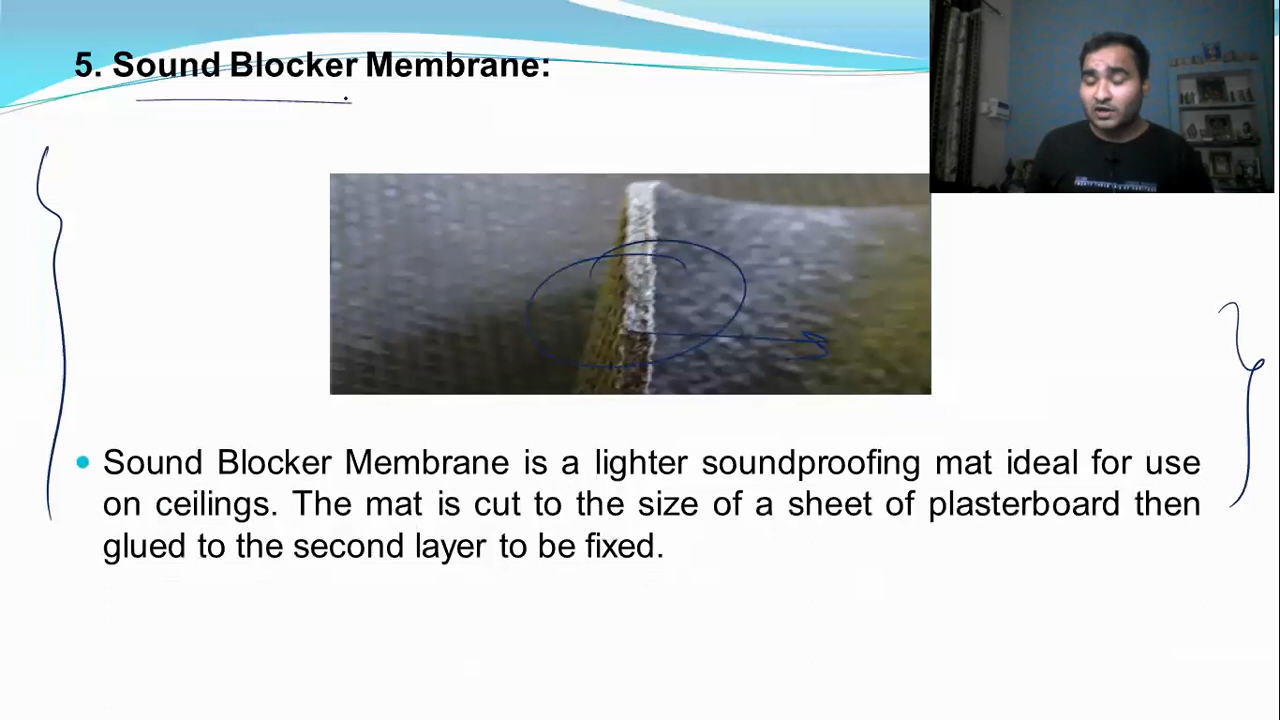 5. Sound Blocker Membrane:
• Sound Blocker Membrane is a lighter soundproofing mat ideal for use
on ceilings. The mat is cut to the size of a sheet of plasterboard then
glued to the second layer to be fixed.